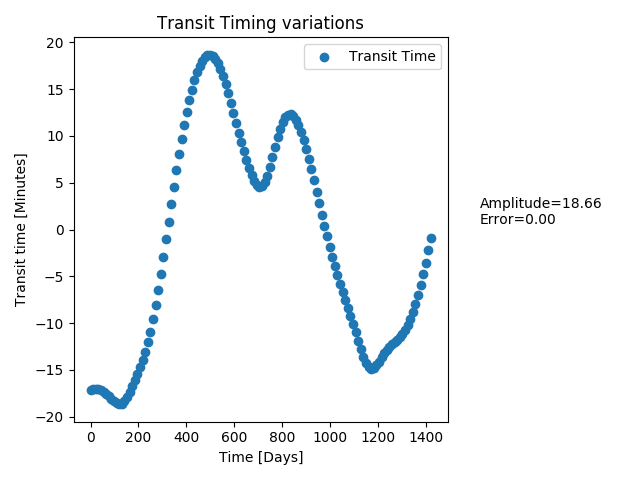 Transit Timing variations
Transit Time
Transit time [Minutes]
20
15
10
5
0
−5
−10
−15
−20
0
200
400
600
800
1000
1200
1400
Time [Days]
Amplitude=18.66
Error=0.00